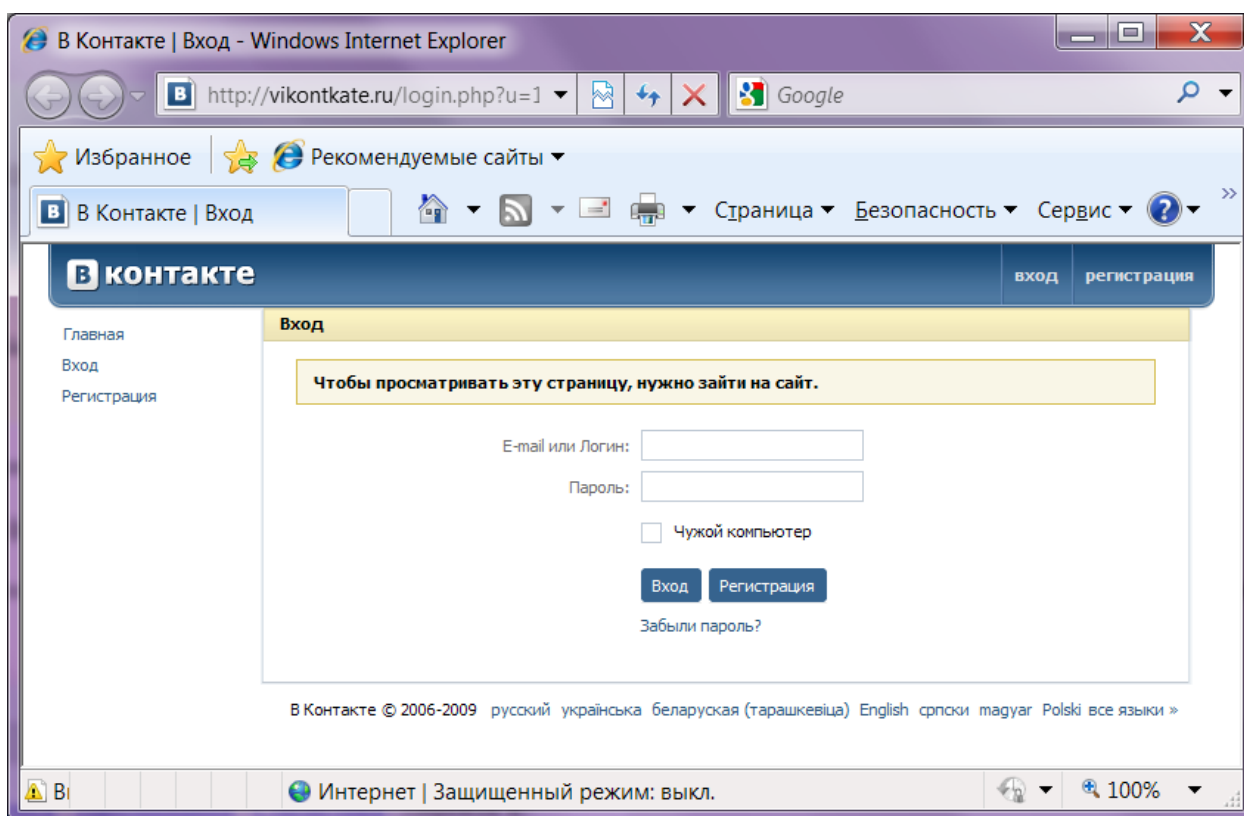 В Контакте | Вход - Windows Internet Explorer
http://vikontkate.ru/login.php?u=1
Google
Избранное
Рекомендуемые сайты
В Контакте | Вход
Страница
Безопасность
Сервис
В контакте
вход
регистрация
Главная
Вход
Регистрация
Вход
Чтобы просматривать эту страницу, нужно зайти на сайт.
E-mail или Логин:
Пароль:
Чужой компьютер
Вход
Регистрация
Забыли пароль?
В Контакте © 2006-2009 русский українська беларуская (тарашкевіца) English српски magyar Polski все языки »
Интернет | Защищенный режим: выкл.
100%